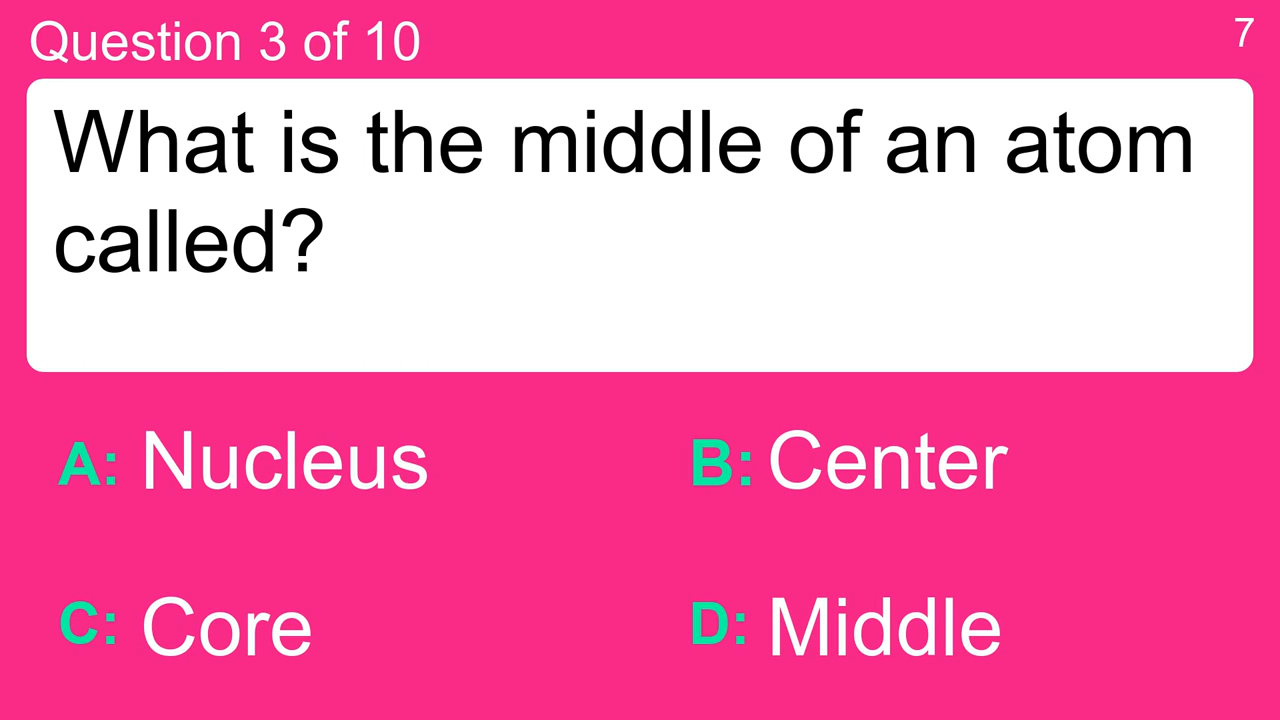 Question 3 of 10
7
What is the middle of an atom
called?
A: Nucleus
B: Center
C: Core
D: Middle